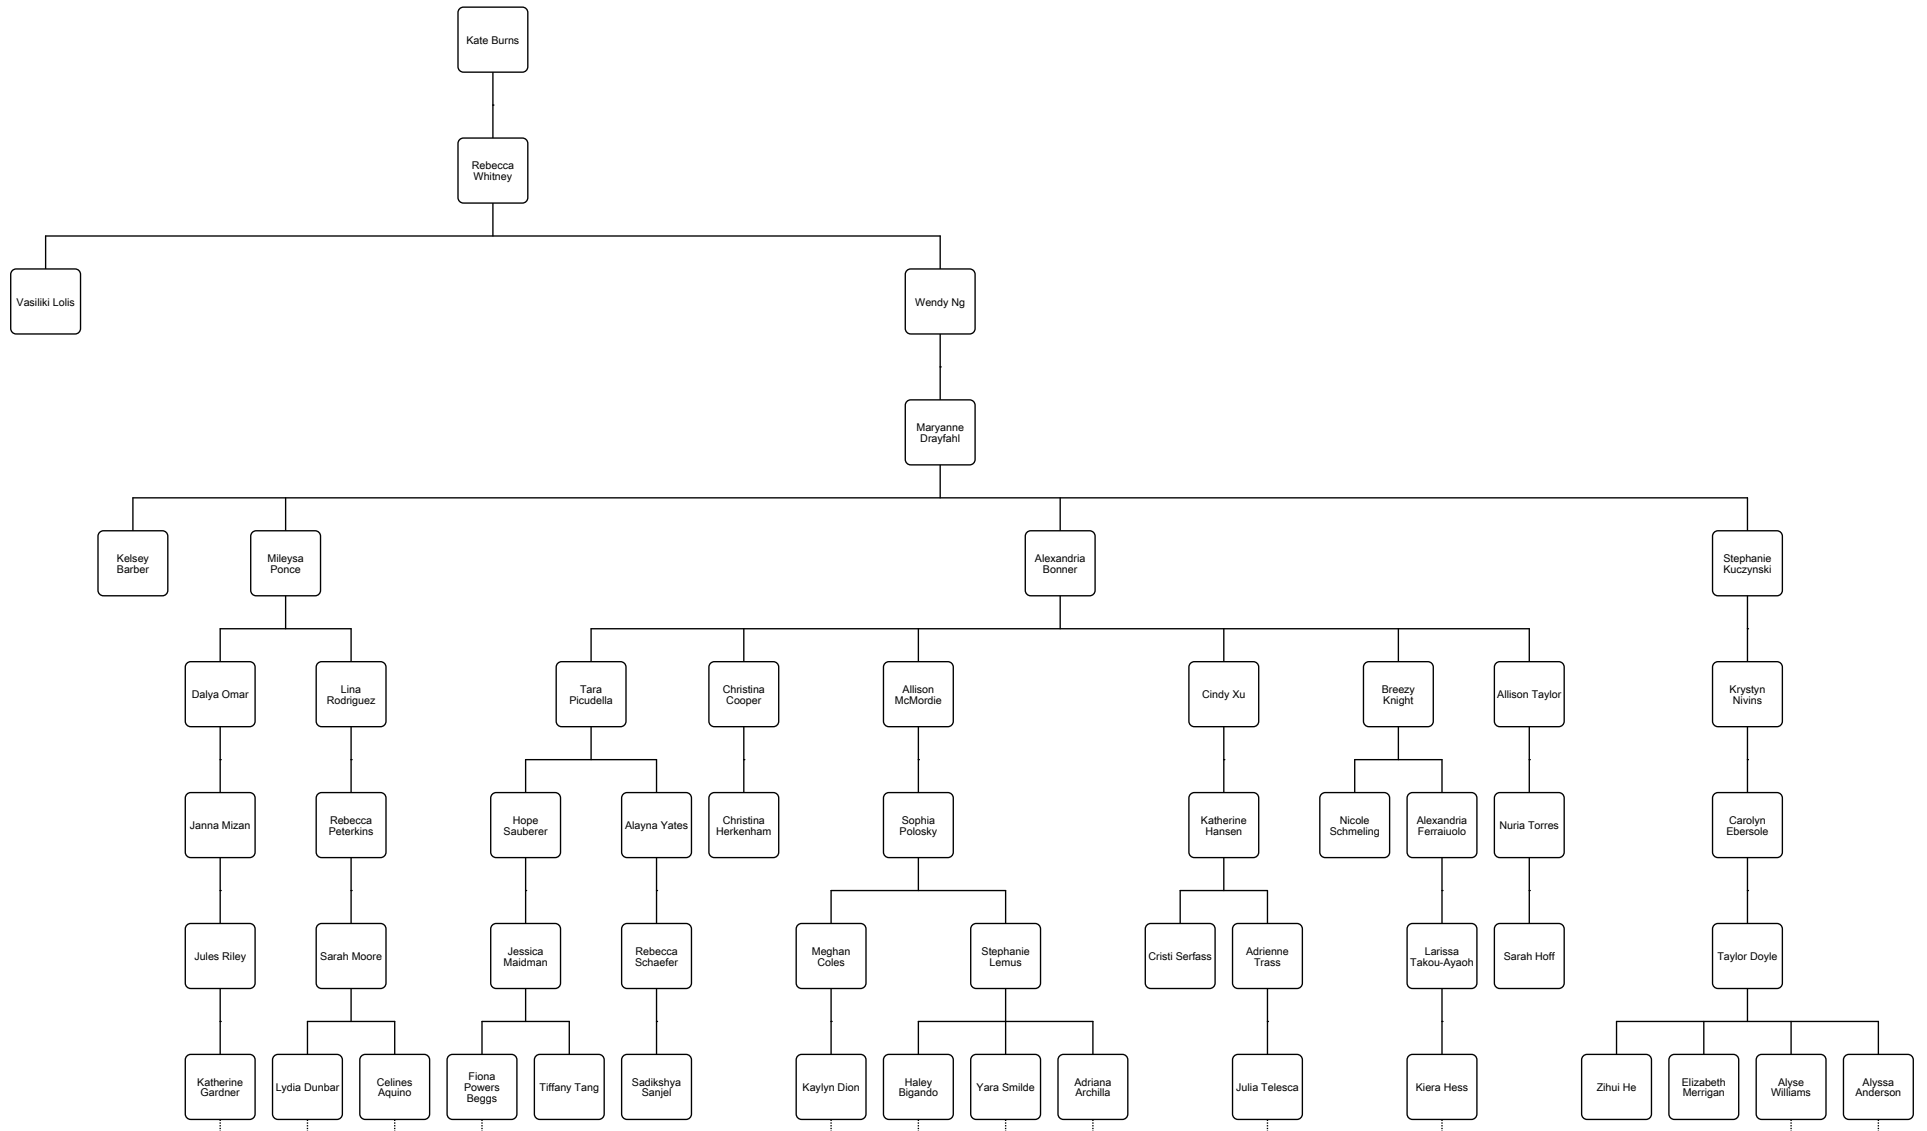 Kate Burns
Rebecca
Whitney
Vasiliki Lolis
Wendy Ng
Maryanne
Drayfahl
Kelsey
Barber
Mileysa
Ponce
Alexandria
Bonner
Stephanie
Kuczynski
Dalya Omar
Lina
Rodriguez
Tara
Picudella
Christina
Cooper
Allison
McMordie
Cindy Xu
Breezy
Knight
Allison Taylor
Krystyn
Nivins
Janna Mizan
Rebecca
Peterkins
Hope
Sauberer
Alayna Yates
Christina
Herkenham
Sophia
Polosky
Katherine
Hansen
Nicole
Schmeling
Alexandria
Ferraiuolo
Nuria Torres
Carolyn
Ebersole
Jules Riley
Sarah Moore
Jessica
Maidman
Rebecca
Schaefer
Meghan
Coles
Stephanie
Lemus
Cristi Serfass
Adrienne
Trass
Larissa
Takou-Ayaoh
Sarah Hoff
Taylor Doyle
Katherine
Gardner
Lydia Dunbar
Celines
Aquino
Fiona
Powers
Beggs
Tiffany Tang
Sadikshya
Sanjel
Kaylyn Dion
Haley
Bigando
Yara Smilde
Adriana
Archilla
Julia Telesca
Kiera Hess
Zihui He
Elizabeth
Merrigan
Alyse
Williams
Alyssa
Anderson